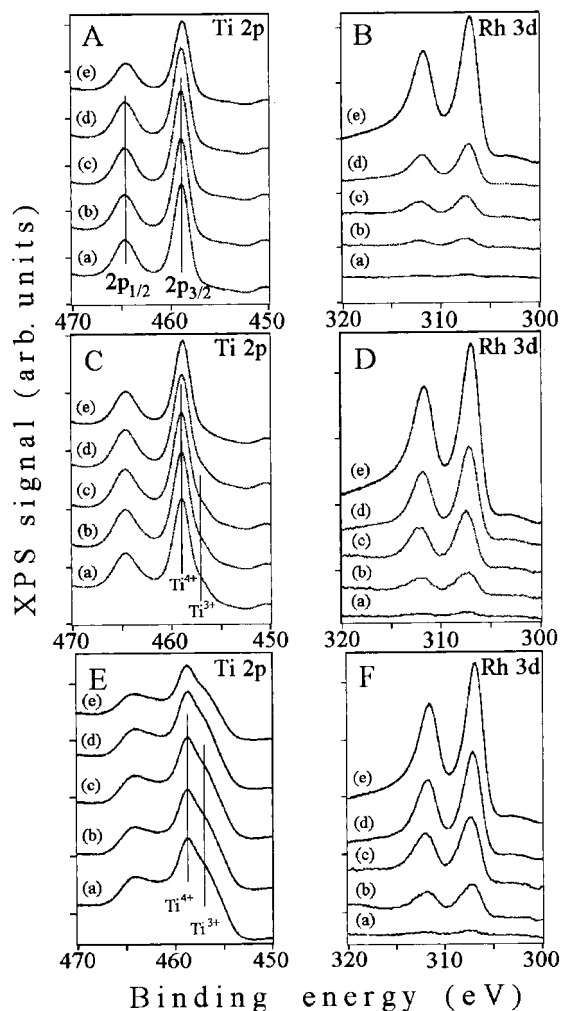 A Ti 2p
(e)
(d)
(c)
(b)
(a)
2p1/2 2p3/2
470 460 450
B Rh 3d
(e)
(d)
(c)
(b)
(a)
320 310 300
C Ti 2p
(e)
(d)
(c)
(b)
(a)
Ti4+
Ti3+
470 460 450
D Rh 3d
(e)
(d)
(c)
(b)
(a)
320 310 300
E Ti 2p
(e)
(d)
(c)
(b)
(a)
Ti4+
Ti3+
470 460 450
F Rh 3d
(e)
(d)
(c)
(b)
(a)
320 310 300
XPS signal (arb. units)
Binding energy (eV)